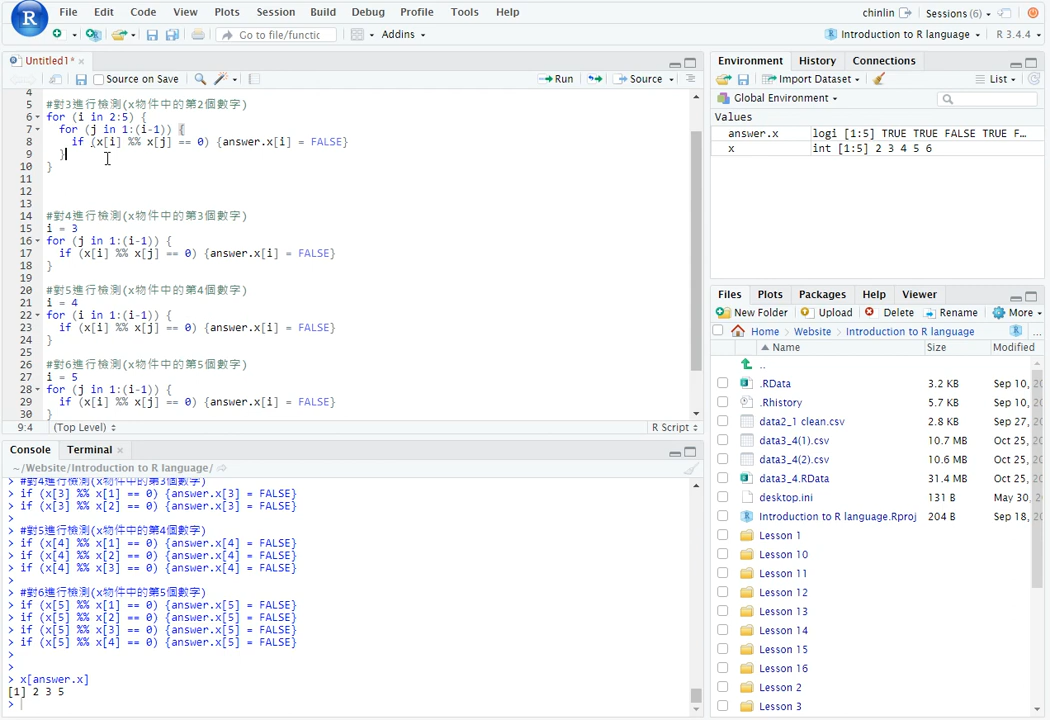 File Edit Code View Plots Session Build Debug Profile Tools Help
chinlin Sessions (6)
Go to file/functic Addins
Introduction to R language R 3.4.4
Untitled1*
Source on Save Run Source
4
5 #對3進行檢測(x物件中的第2個數字)
6 for (i in 2:5) {
7 for (j in 1:(i-1)) {
8 if (x[i] %% x[j] == 0) {answer.x[i] = FALSE}
9 }
10 }
11
12
13
14 #對4進行檢測(x物件中的第3個數字)
15 i = 3
16 for (j in 1:(i-1)) {
17 if (x[i] %% x[j] == 0) {answer.x[i] = FALSE}
18 }
19
20 #對5進行檢測(x物件中的第4個數字)
21 i = 4
22 for (j in 1:(i-1)) {
23 if (x[i] %% x[j] == 0) {answer.x[i] = FALSE}
24 }
25
26 #對6進行檢測(x物件中的第5個數字)
27 i = 5
28 for (j in 1:(i-1)) {
29 if (x[i] %% x[j] == 0) {answer.x[i] = FALSE}
30 }
9:4 (Top Level) R Script
Console Terminal
~/Website/Introduction to R language/
> #對4進行檢測(x物件中的第3個數字)
> if (x[3] %% x[1] == 0) {answer.x[3] = FALSE}
> if (x[3] %% x[2] == 0) {answer.x[3] = FALSE}
>
> #對5進行檢測(x物件中的第4個數字)
> if (x[4] %% x[1] == 0) {answer.x[4] = FALSE}
> if (x[4] %% x[2] == 0) {answer.x[4] = FALSE}
> if (x[4] %% x[3] == 0) {answer.x[4] = FALSE}
>
> #對6進行檢測(x物件中的第5個數字)
> if (x[5] %% x[1] == 0) {answer.x[5] = FALSE}
> if (x[5] %% x[2] == 0) {answer.x[5] = FALSE}
> if (x[5] %% x[3] == 0) {answer.x[5] = FALSE}
> if (x[5] %% x[4] == 0) {answer.x[5] = FALSE}
>
>
> x[answer.x]
[1] 2 3 5
>
Environment History Connections
Import Dataset List
Global Environment
Values
answer.x logi [1:5] TRUE TRUE FALSE TRUE F…
x int [1:5] 2 3 4 5 6
Files Plots Packages Help Viewer
New Folder Upload Delete Rename More
Home Website Introduction to R language ...
Name Size Modified
..
.RData 3.2 KB Sep 10, 2
.Rhistory 5.7 KB Sep 10, 2
data2_1 clean.csv 2.8 KB Sep 27, 2
data3_4(1).csv 10.7 MB Oct 25, 2
data3_4(2).csv 10.6 MB Oct 25, 2
data3_4.RData 31.4 MB Oct 25, 2
desktop.ini 131 B May 30,
Introduction to R language.Rproj 204 B Sep 18, 2
Lesson 1
Lesson 10
Lesson 11
Lesson 12
Lesson 13
Lesson 14
Lesson 15
Lesson 16
Lesson 2
Lesson 3